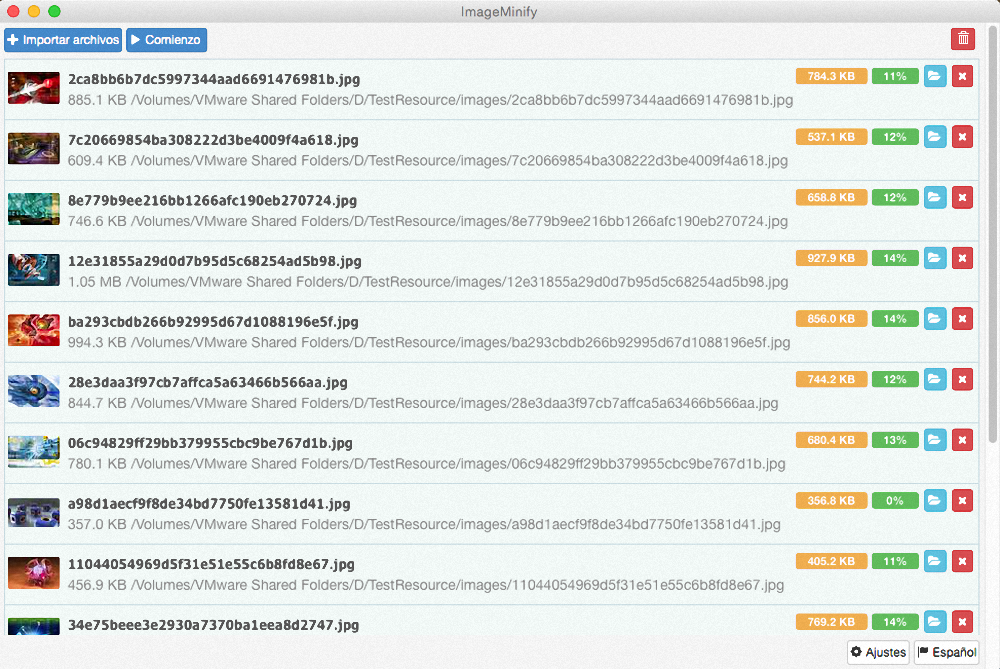 ImageMinify
Importar archivos Comienzo
2ca8bb6b7dc5997344aad6691476981b.jpg 784.3 KB 11%
885.1 KB /Volumes/VMware Shared Folders/D/TestResource/images/2ca8bb6b7dc5997344aad6691476981b.jpg
7c20669854ba308222d3be4009f4a618.jpg 537.1 KB 12%
609.4 KB /Volumes/VMware Shared Folders/D/TestResource/images/7c20669854ba308222d3be4009f4a618.jpg
8e779b9ee216bb1266afc190eb270724.jpg 658.8 KB 12%
746.6 KB /Volumes/VMware Shared Folders/D/TestResource/images/8e779b9ee216bb1266afc190eb270724.jpg
12e31855a29d0d7b95d5c68254ad5b98.jpg 927.9 KB 14%
1.05 MB /Volumes/VMware Shared Folders/D/TestResource/images/12e31855a29d0d7b95d5c68254ad5b98.jpg
ba293cbdb266b92995d67d1088196e5f.jpg 856.0 KB 14%
994.3 KB /Volumes/VMware Shared Folders/D/TestResource/images/ba293cbdb266b92995d67d1088196e5f.jpg
28e3daa3f97cb7affca5a63466b566aa.jpg 744.2 KB 12%
844.7 KB /Volumes/VMware Shared Folders/D/TestResource/images/28e3daa3f97cb7affca5a63466b566aa.jpg
06c94829ff29bb379955cbc9be767d1b.jpg 680.4 KB 13%
780.1 KB /Volumes/VMware Shared Folders/D/TestResource/images/06c94829ff29bb379955cbc9be767d1b.jpg
a98d1aecf9f8de34bd7750fe13581d41.jpg 356.8 KB 0%
357.0 KB /Volumes/VMware Shared Folders/D/TestResource/images/a98d1aecf9f8de34bd7750fe13581d41.jpg
11044054969d5f31e51e55c6b8fd8e67.jpg 405.2 KB 11%
456.9 KB /Volumes/VMware Shared Folders/D/TestResource/images/11044054969d5f31e51e55c6b8fd8e67.jpg
34e75beee3e2930a7370ba1eea8d2747.jpg 769.2 KB 14%
Ajustes Español